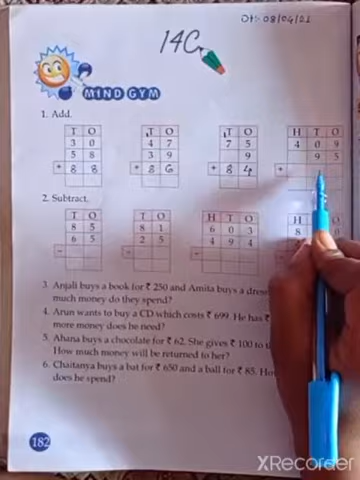 Dt: 08/04/21
14C
MIND GYM
1. Add.
T O T O T O H T O
3 0 4 7 7 5 4 0 9
5 8 3 9 9 9 5
+ 8 8 + 8 6 + 8 4 +
2. Subtract.
T O T O H T O H
8 5 8 1 6 0 3 8
6 5 2 5 4 9 4
− − −
3. Anjali buys a book for ₹ 250 and Amita buys a
much money do they spend?
4. Arun wants to buy a CD which costs ₹ 699. He has ₹
more money does he need?
5. Ahana buys a chocolate for ₹ 62. She gives ₹ 100 to
How much money will be returned to her?
6. Chaitanya buys a bat for ₹ 650 and a ball for ₹ 85.
does he spend?
182
XRecorder